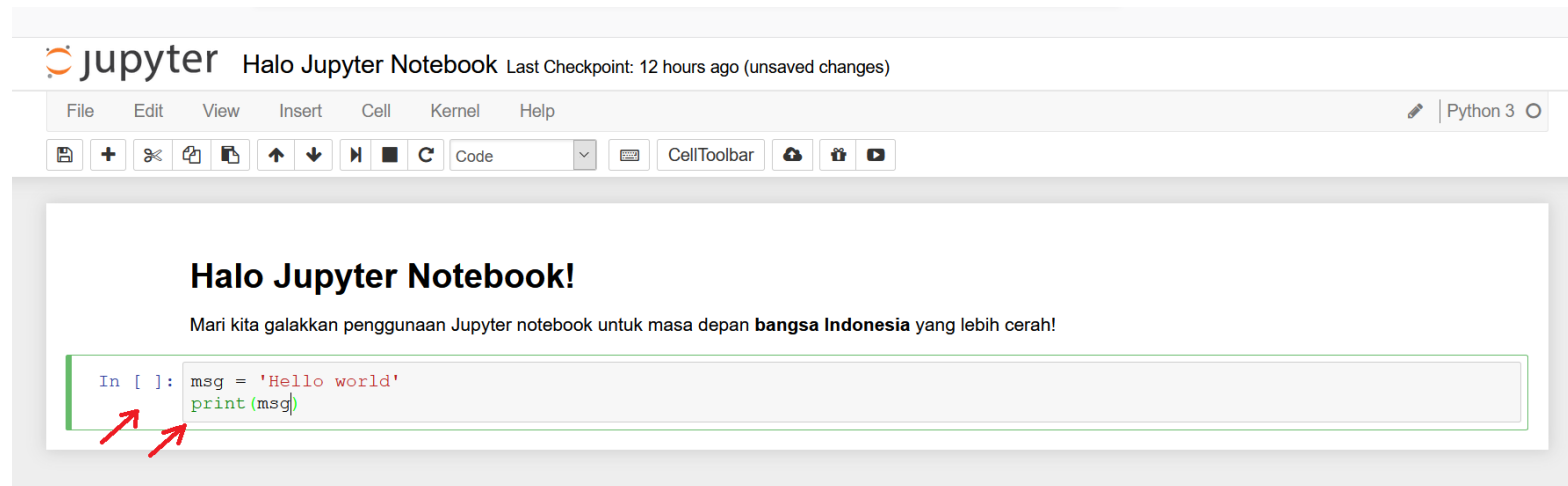 jupyter Halo Jupyter Notebook Last Checkpoint: 12 hours ago (unsaved changes)
File Edit View Insert Cell Kernel Help Python 3
Code CellToolbar
Halo Jupyter Notebook!
Mari kita galakkan penggunaan Jupyter notebook untuk masa depan bangsa Indonesia yang lebih cerah!
In [ ]: msg = 'Hello world'
print(msg)